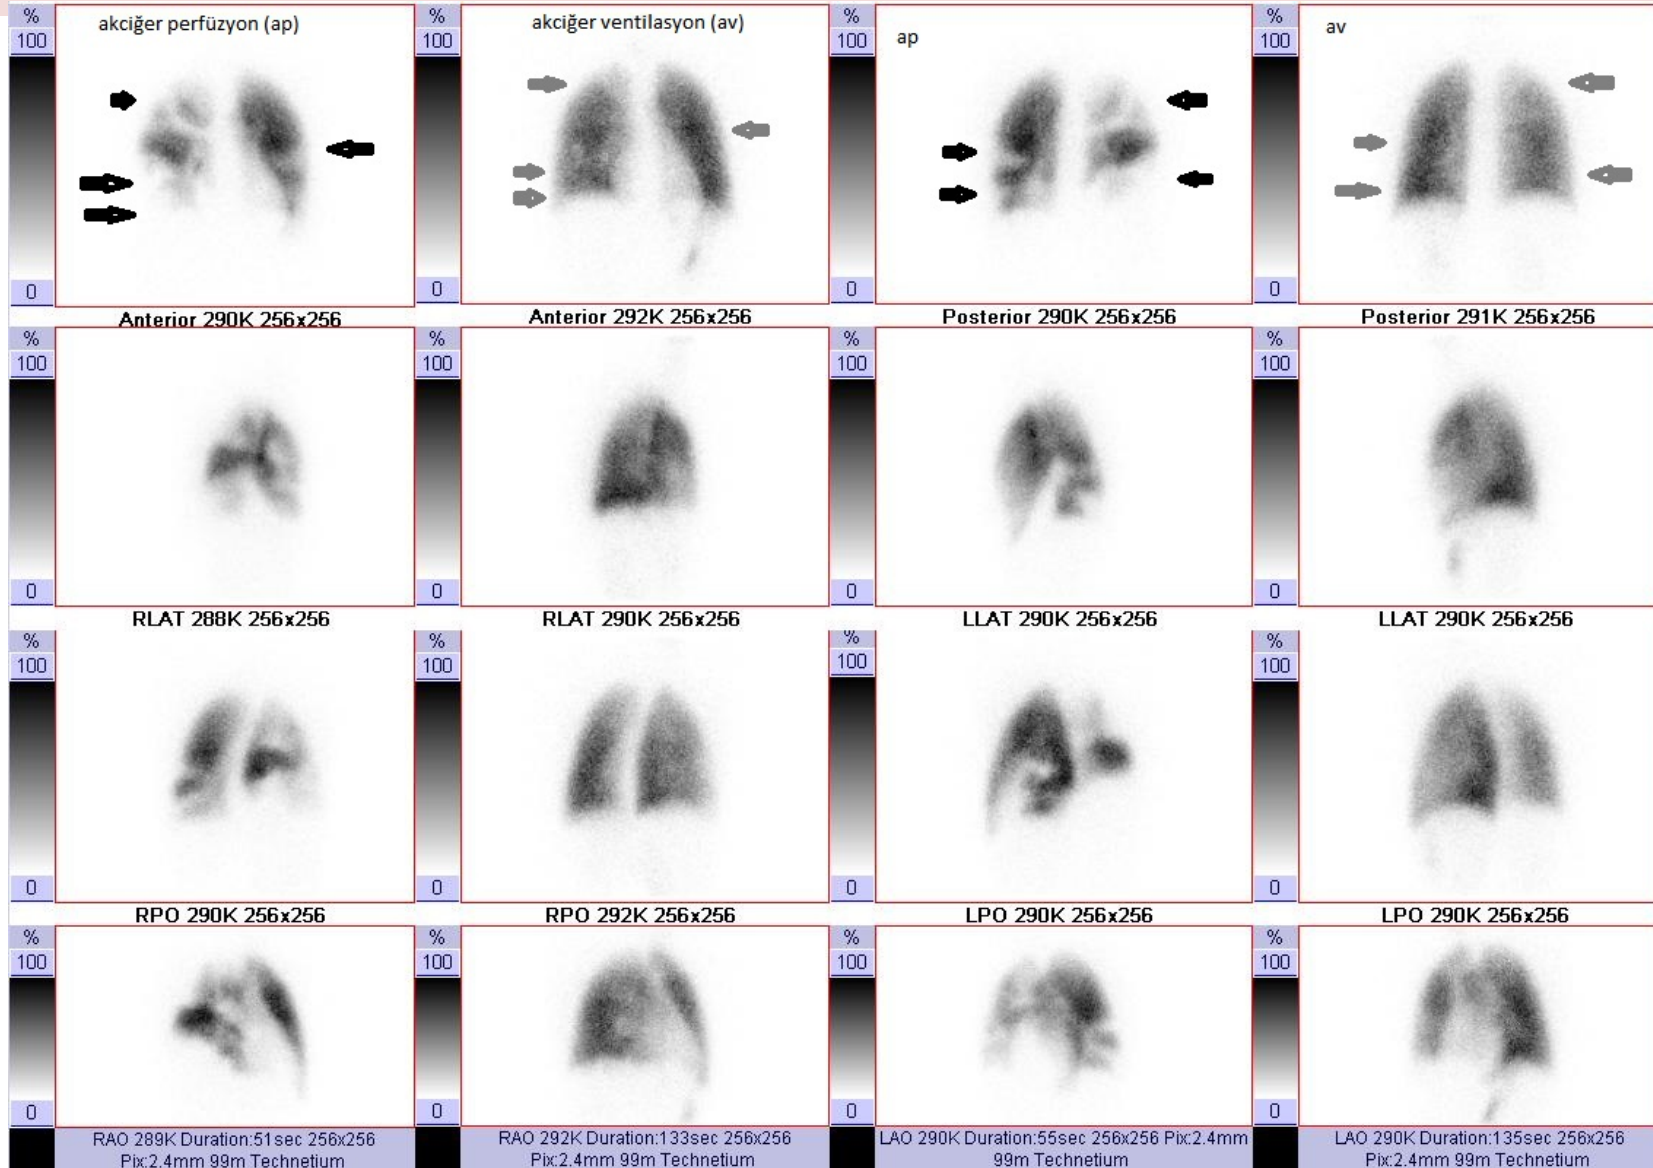 %
100
akciğer perfüzyon (ap)
0
Anterior 290K 256x256
%
100
akciğer ventilasyon (av)
0
Anterior 292K 256x256
%
100
ap
0
Posterior 290K 256x256
%
100
av
0
Posterior 291K 256x256
%
100
0
RLAT 288K 256x256
%
100
0
RLAT 290K 256x256
%
100
0
LLAT 290K 256x256
%
100
0
LLAT 290K 256x256
%
100
0
RPO 290K 256x256
%
100
0
RPO 292K 256x256
%
100
0
LPO 290K 256x256
%
100
0
LPO 290K 256x256
%
100
0
RAO 289K Duration:51sec 256x256
Pix:2.4mm 99m Technetium
%
100
0
RAO 292K Duration:133sec 256x256
Pix:2.4mm 99m Technetium
%
100
0
LAO 290K Duration:55sec 256x256 Pix:2.4mm
99m Technetium
%
100
0
LAO 290K Duration:135sec 256x256
Pix:2.4mm 99m Technetium